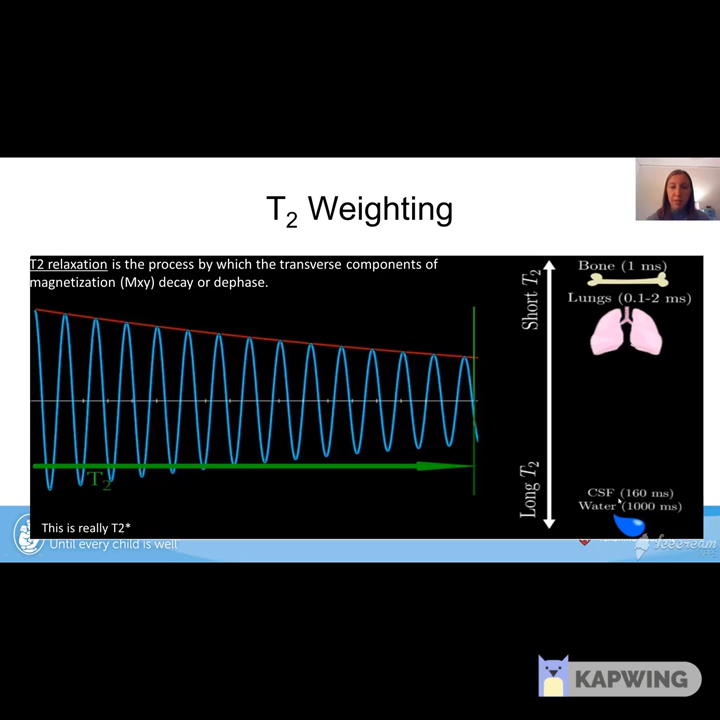 T2 Weighting
T2 relaxation is the process by which the transverse components of
magnetization (Mxy) decay or dephase.
T2
This is really T2*
Short T2
Long T2
Bone (1 ms)
Lungs (0.1-2 ms)
CSF (160 ms)
Water (1000 ms)
Until every child is well
icecream
KAPWING